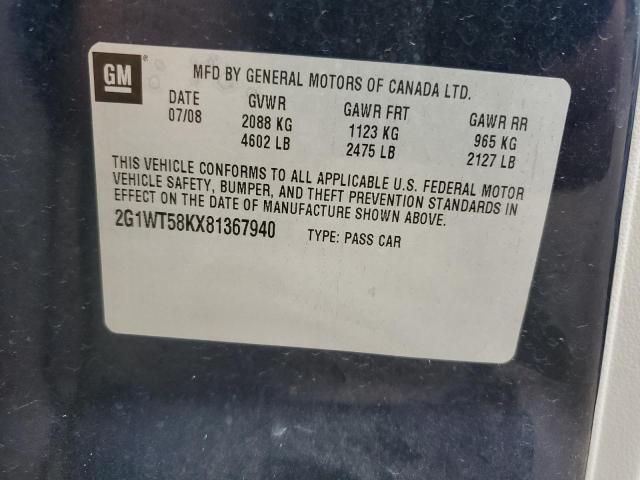 GM ® MFD BY GENERAL MOTORS OF CANADA LTD.
DATE GVWR GAWR FRT GAWR RR
07/08 2088 KG 1123 KG 965 KG
4602 LB 2475 LB 2127 LB
THIS VEHICLE CONFORMS TO ALL APPLICABLE U.S. FEDERAL MOTOR
VEHICLE SAFETY, BUMPER, AND THEFT PREVENTION STANDARDS IN
EFFECT ON THE DATE OF MANUFACTURE SHOWN ABOVE.
2G1WT58KX81367940 TYPE: PASS CAR